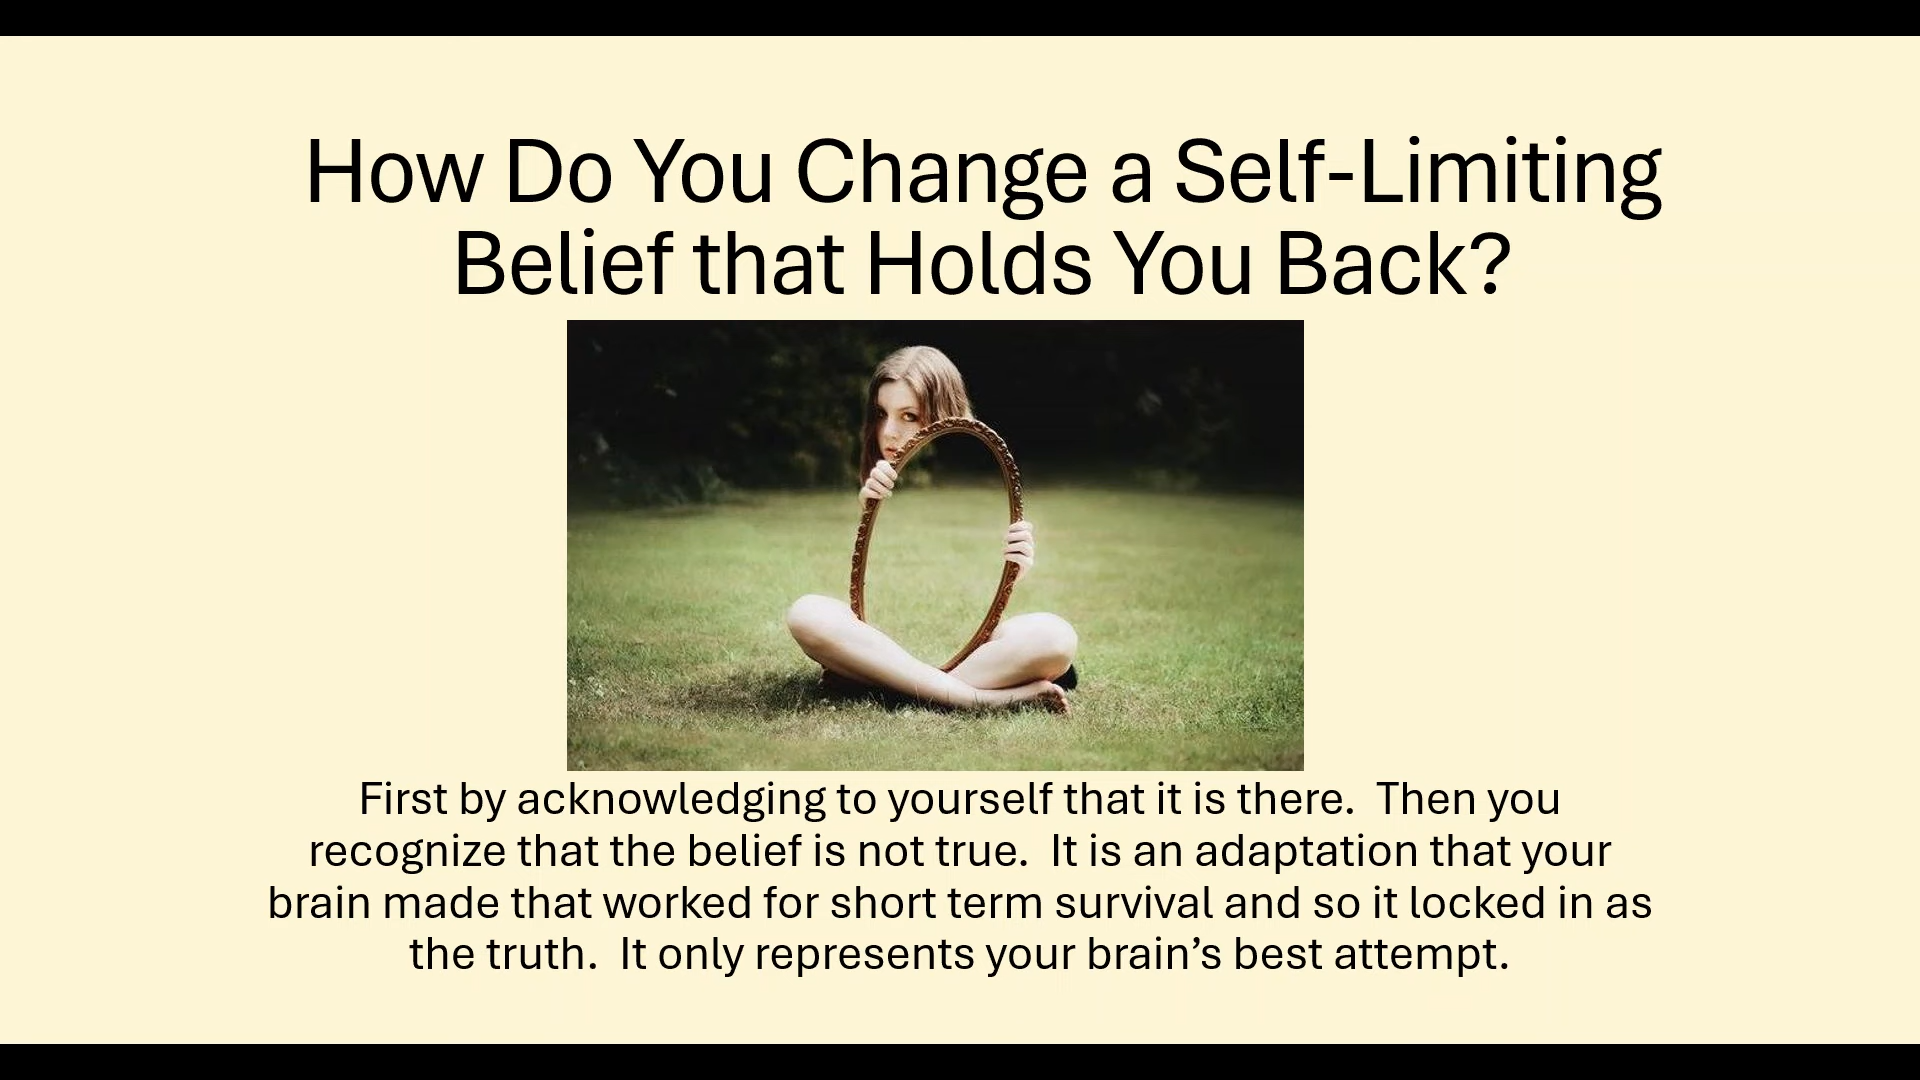 How Do You Change a Self-Limiting
Belief that Holds You Back?
First by acknowledging to yourself that it is there.  Then you
recognize that the belief is not true.  It is an adaptation that your
brain made that worked for short term survival and so it locked in as
the truth.  It only represents your brain’s best attempt.